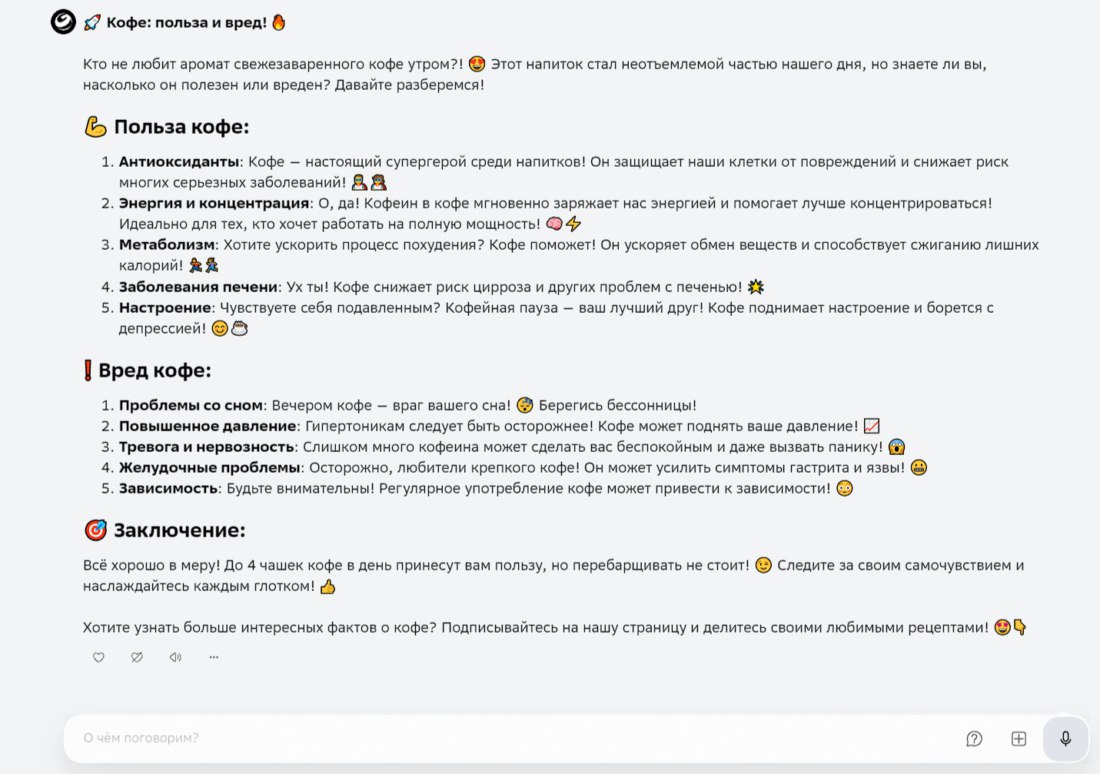 🚀 Кофе: польза и вред! 🔥
Кто не любит аромат свежезаваренного кофе утром?! 😍 Этот напиток стал неотъемлемой частью нашего дня, но знаете ли вы,
насколько он полезен или вреден? Давайте разберемся!
💪 Польза кофе:
1. Антиоксиданты: Кофе — настоящий супергерой среди напитков! Он защищает наши клетки от повреждений и снижает риск
многих серьезных заболеваний! 🦸‍♂️🦸‍♀️
2. Энергия и концентрация: О, да! Кофеин в кофе мгновенно заряжает нас энергией и помогает лучше концентрироваться!
Идеально для тех, кто хочет работать на полную мощность! 🧠⚡
3. Метаболизм: Хотите ускорить процесс похудения? Кофе поможет! Он ускоряет обмен веществ и способствует сжиганию лишних
калорий! 🏃‍♀️🏃‍♂️
4. Заболевания печени: Ух ты! Кофе снижает риск цирроза и других проблем с печенью! 🌟
5. Настроение: Чувствуете себя подавленным? Кофейная пауза — ваш лучший друг! Кофе поднимает настроение и борется с
депрессией! 😊☕
❗ Вред кофе:
1. Проблемы со сном: Вечером кофе — враг вашего сна! 😴 Берегись бессонницы!
2. Повышенное давление: Гипертоникам следует быть осторожнее! Кофе может поднять ваше давление! 📈
3. Тревога и нервозность: Слишком много кофеина может сделать вас беспокойным и даже вызвать панику! 😱
4. Желудочные проблемы: Осторожно, любители крепкого кофе! Он может усилить симптомы гастрита и язвы! 😬
5. Зависимость: Будьте внимательны! Регулярное употребление кофе может привести к зависимости! 😳
🎯 Заключение:
Всё хорошо в меру! До 4 чашек кофе в день принесут вам пользу, но перебарщивать не стоит! 😉 Следите за своим самочувствием и
наслаждайтесь каждым глотком! 👍
Хотите узнать больше интересных фактов о кофе? Подписывайтесь на нашу страницу и делитесь своими любимыми рецептами! 😍👇
О чём поговорим?